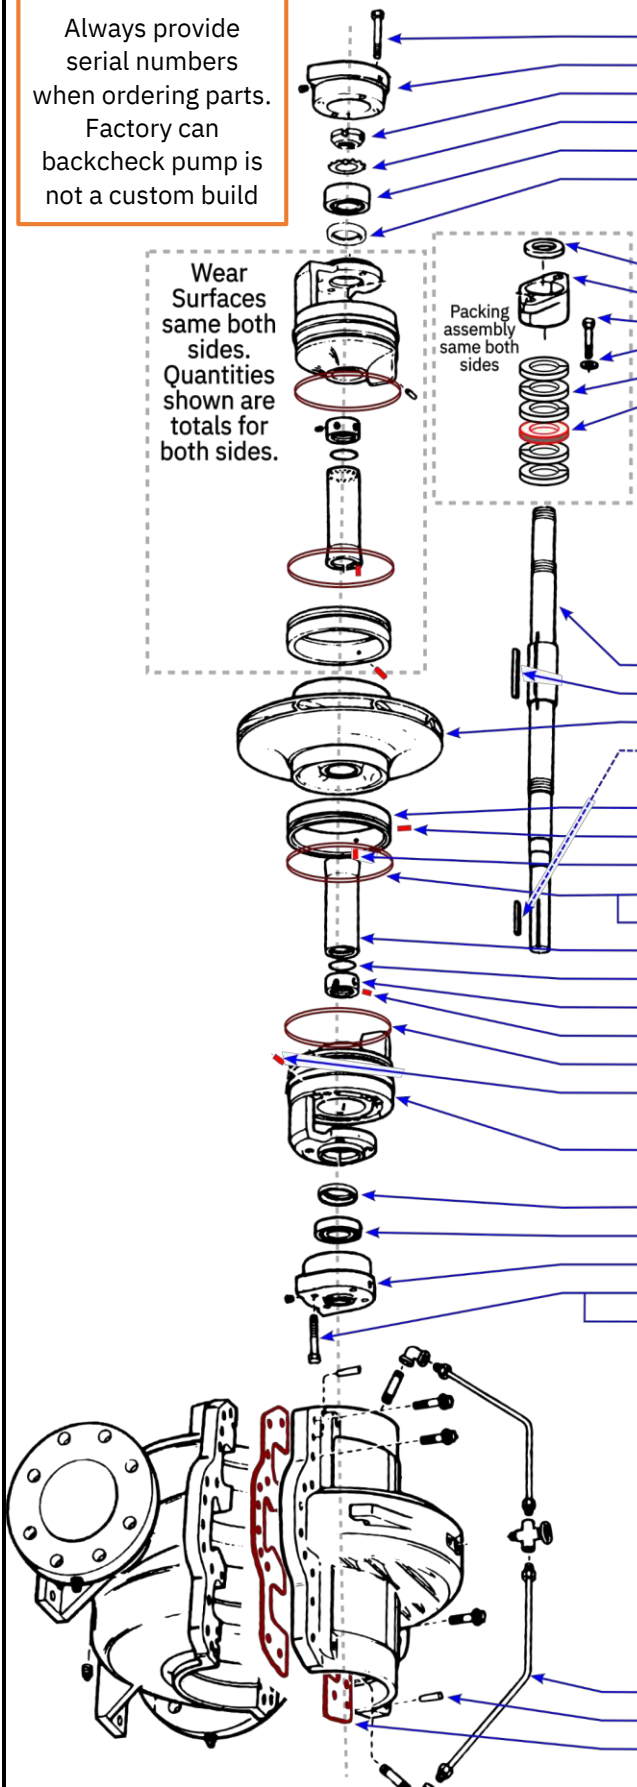 Always provide
serial numbers
when ordering parts.
Factory can
backcheck pump is
not a custom build
Wear
Surfaces
same both
sides.
Quantities
shown are
totals for
both sides.
Packing
assembly
same both
sides